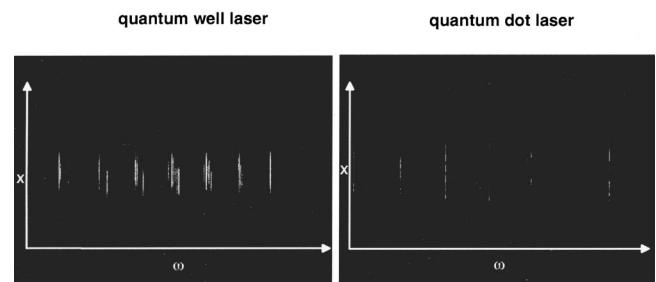 quantum well laser
quantum dot laser
X
ω
X
ω